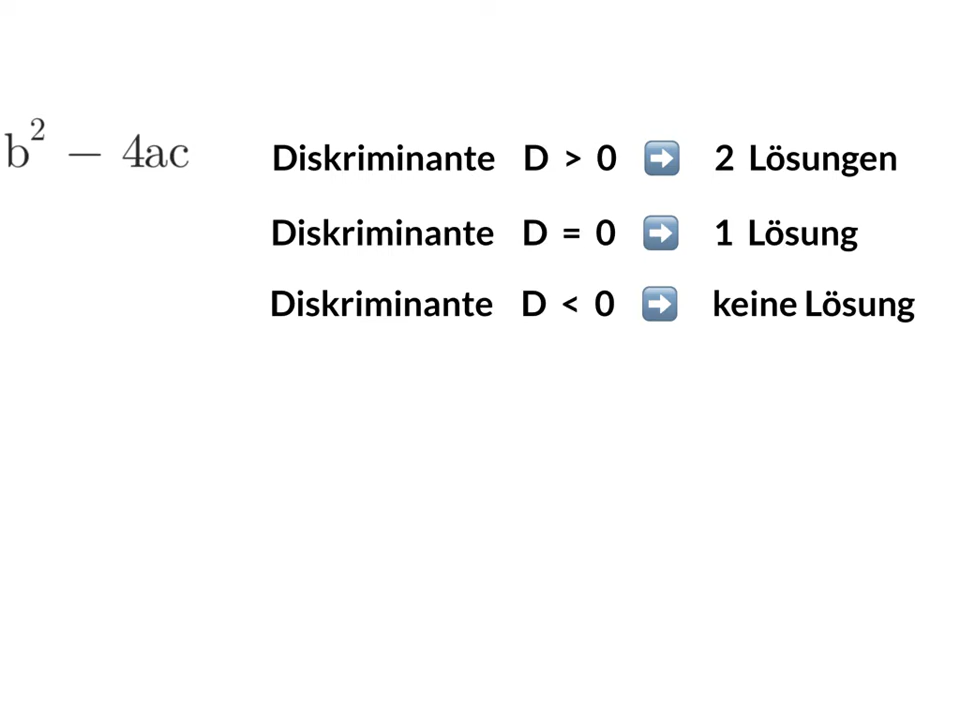 b² − 4ac
Diskriminante D > 0 ➡ 2 Lösungen
Diskriminante D = 0 ➡ 1 Lösung
Diskriminante D < 0 ➡ keine Lösung